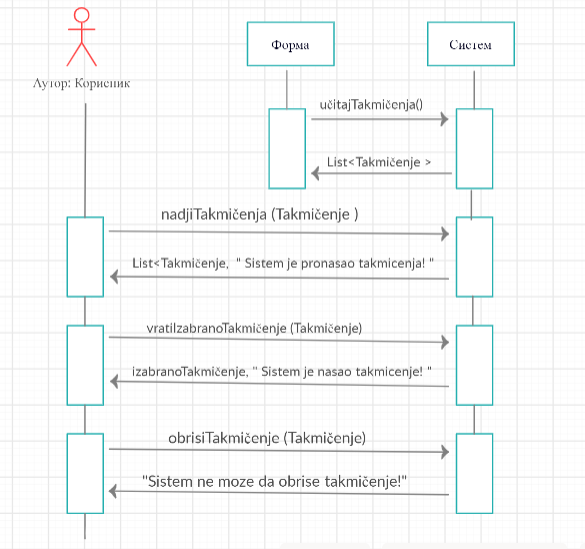 Форма
Систем
Аутор: Корисник
učitajTakmičenja()
List<Takmičenje >
nadjiTakmičenja (Takmičenje )
List<Takmičenje, " Sistem je pronasao takmicenja! "
vratiIzabranoTakmičenje (Takmičenje)
izabranoTakmičenje, " Sistem je nasao takmicenje! "
obrisiTakmičenje (Takmičenje)
"Sistem ne moze da obrise takmičenje!"